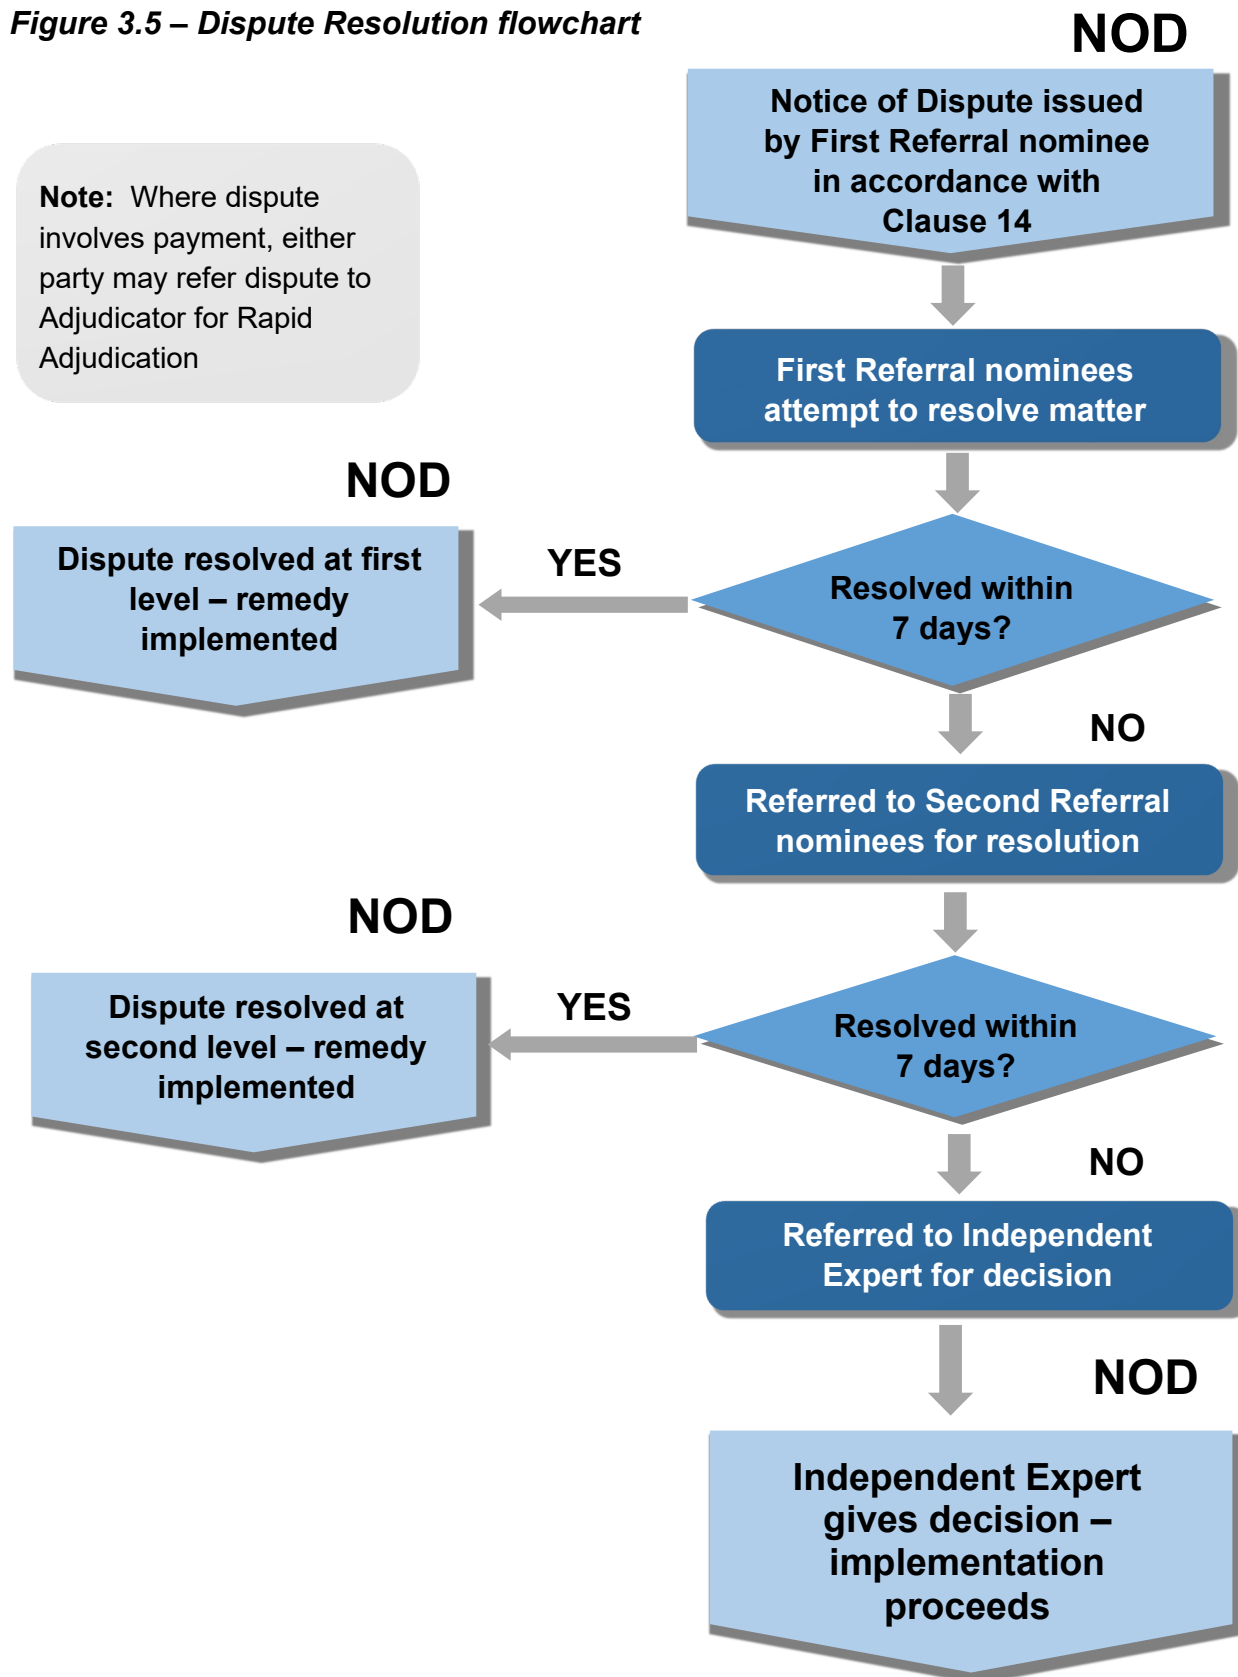 Figure 3.5 – Dispute Resolution flowchart
NOD
Notice of Dispute issued
by First Referral nominee
in accordance with
Clause 14
Note:  Where dispute
involves payment, either
party may refer dispute to
Adjudicator for Rapid
Adjudication
First Referral nominees
attempt to resolve matter
NOD
Dispute resolved at first
level – remedy
implemented
YES
Resolved within
7 days?
NO
Referred to Second Referral
nominees for resolution
NOD
Dispute resolved at
second level – remedy
implemented
YES
Resolved within
7 days?
NO
Referred to Independent
Expert for decision
NOD
Independent Expert
gives decision –
implementation
proceeds